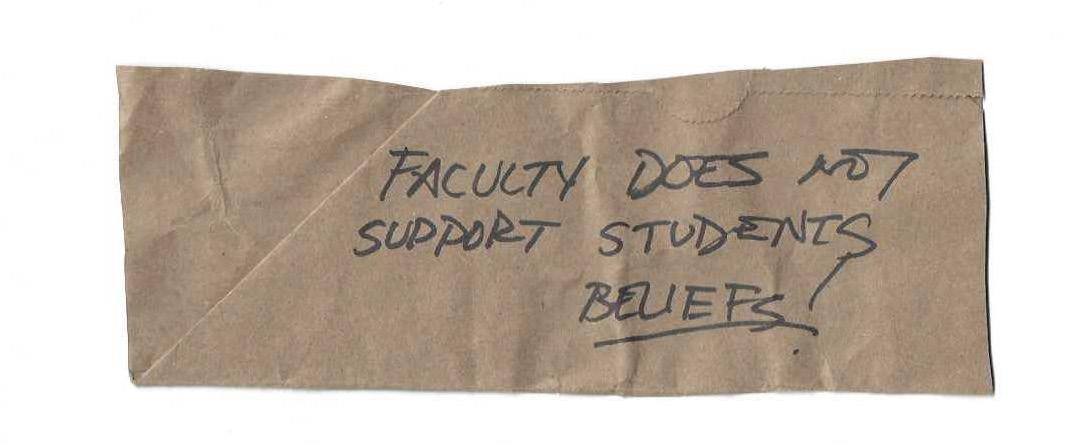 FACULTY DOES NOT
SUPPORT STUDENTS
BELIEFS!